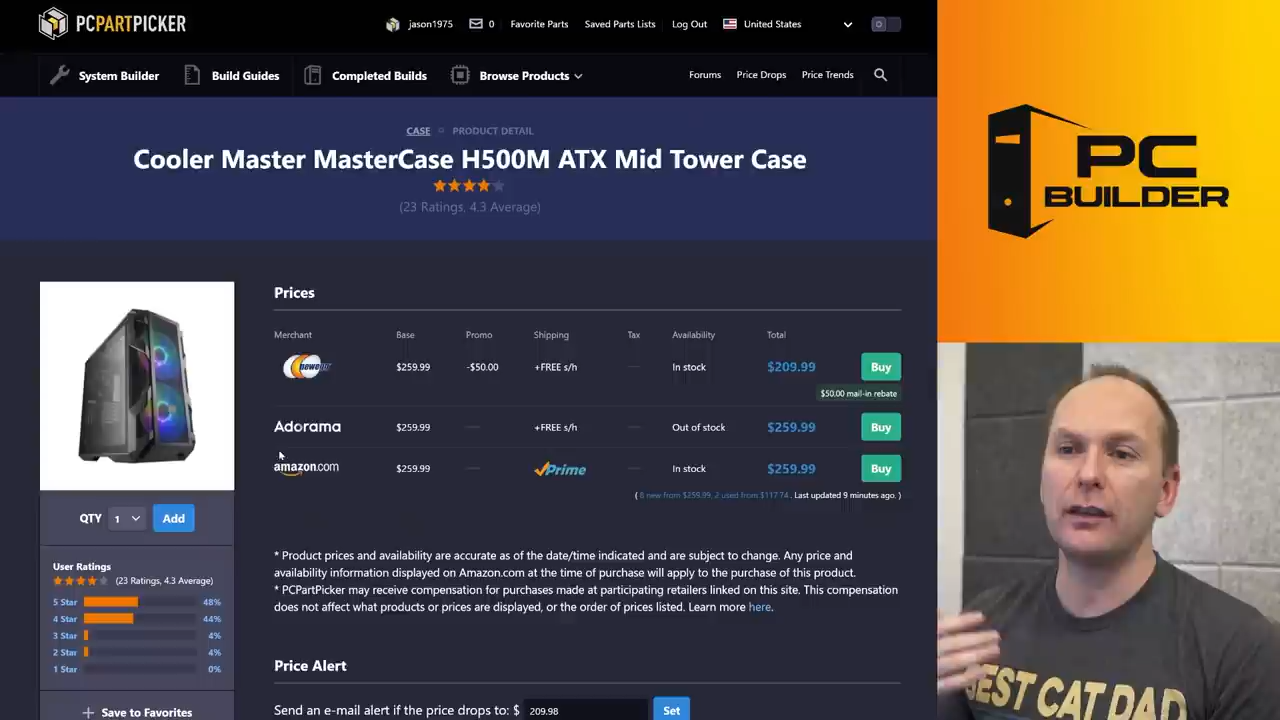 PCPARTPICKER
jason1975
0
Favorite Parts
Saved Parts Lists
Log Out
United States
System Builder
Build Guides
Completed Builds
Browse Products
Forums
Price Drops
Price Trends
CASE
PRODUCT DETAIL
Cooler Master MasterCase H500M ATX Mid Tower Case
(23 Ratings, 4.3 Average)
Prices
Merchant Base Promo Shipping Tax Availability Total
newegg $259.99 -$50.00 +FREE s/h — In stock $209.99 Buy
$50.00 mail-in rebate
Adorama $259.99 — +FREE s/h — Out of stock $259.99 Buy
amazon.com $259.99 — Prime — In stock $259.99 Buy
( 8 new from $259.99, 2 used from $117.74. Last updated 9 minutes ago. )
QTY 1 Add
User Ratings
(23 Ratings, 4.3 Average)
5 Star 48%
4 Star 44%
3 Star 4%
2 Star 4%
1 Star 0%
+ Save to Favorites
* Product prices and availability are accurate as of the date/time indicated and are subject to change. Any price and
availability information displayed on Amazon.com at the time of purchase will apply to the purchase of this product.
* PCPartPicker may receive compensation for purchases made at participating retailers linked on this site. This compensation
does not affect what products or prices are displayed, or the order of prices listed. Learn more here.
Price Alert
Send an e-mail alert if the price drops to: $ 209.98 Set
PC
BUILDER
BEST CAT DAD